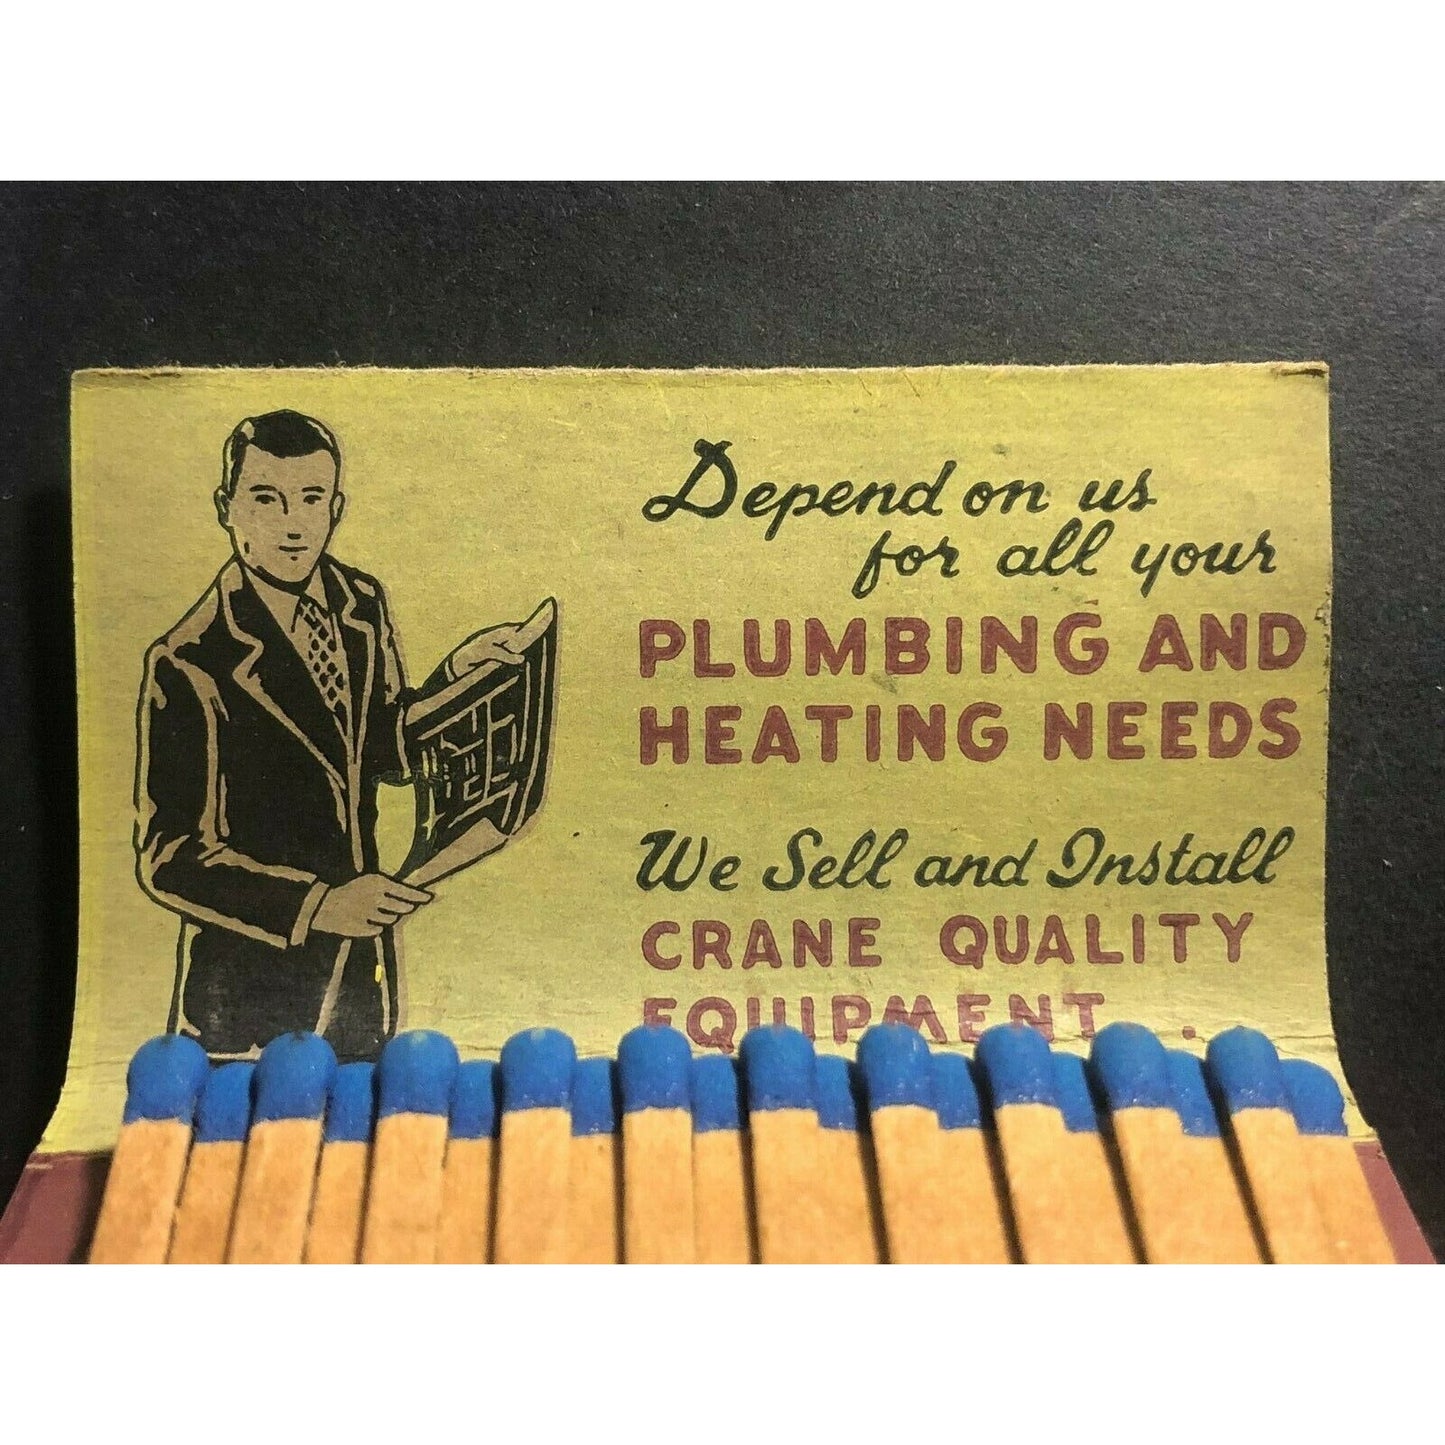 Depend on us
for all your
PLUMBING AND
HEATING NEEDS
We Sell and Install
CRANE QUALITY
EQUIPMENT .